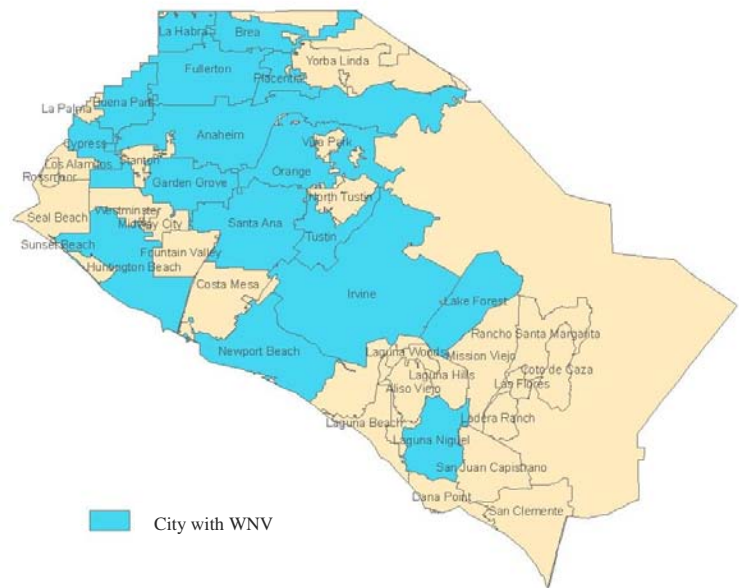 La Habra
Brea
Yorba Linda
Fullerton
Placentia
La Palma
Buena Park
Anaheim
Cypress
Villa Park
Los Alamitos
Stanton
Orange
Rossmoor
Garden Grove
North Tustin
Seal Beach
Westminster
Midway City
Santa Ana
Tustin
Sunset Beach
Fountain Valley
Huntington Beach
Costa Mesa
Irvine
Lake Forest
Newport Beach
Rancho Santa Margarita
Laguna Woods
Mission Viejo
Laguna Hills
Coto de Caza
Aliso Viejo
Las Flores
Laguna Beach
Ladera Ranch
Laguna Niguel
San Juan Capistrano
Dana Point
San Clemente
City with WNV